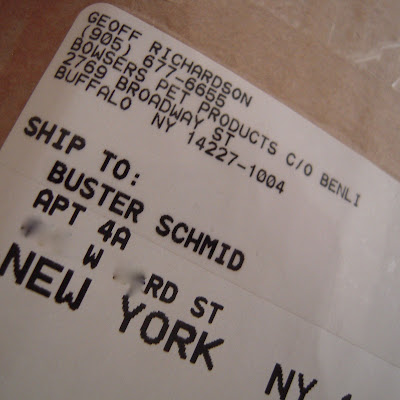 GEOFF RICHARDSON
(905) 677-6655
BOWSERS PET PRODUCTS C/O BENLI
2769 BROADWAY ST
BUFFALO NY 14227-1004
SHIP TO:
BUSTER SCHMID
APT 4A
W RD ST
NEW YORK NY